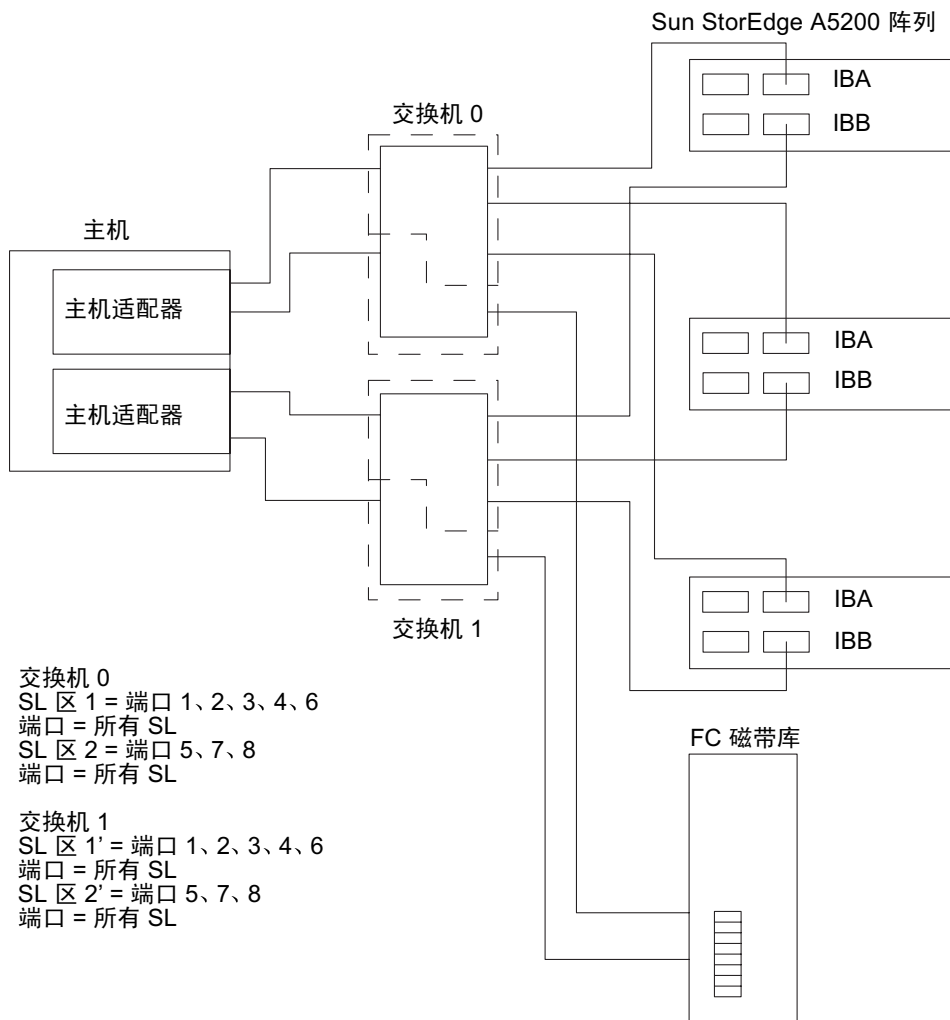 Sun StorEdge A5200 阵列
IBA
IBB
交换机 0
主机
主机适配器
主机适配器
IBA
IBB
IBA
IBB
交换机 1
交换机 0
SL 区 1 = 端口 1、2、3、4、6
端口 = 所有 SL
SL 区 2 = 端口 5、7、8
端口 = 所有 SL
交换机 1
SL 区 1’ = 端口 1、2、3、4、6
端口 = 所有 SL
SL 区 2’ = 端口 5、7、8
端口 = 所有 SL
FC 磁带库